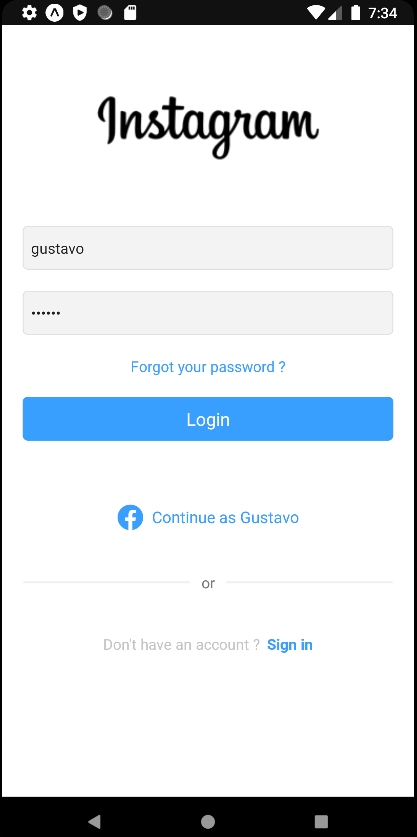 7:34
Instagram
gustavo
••••••
Forgot your password ?
Login
Continue as Gustavo
or
Don't have an account ? Sign in